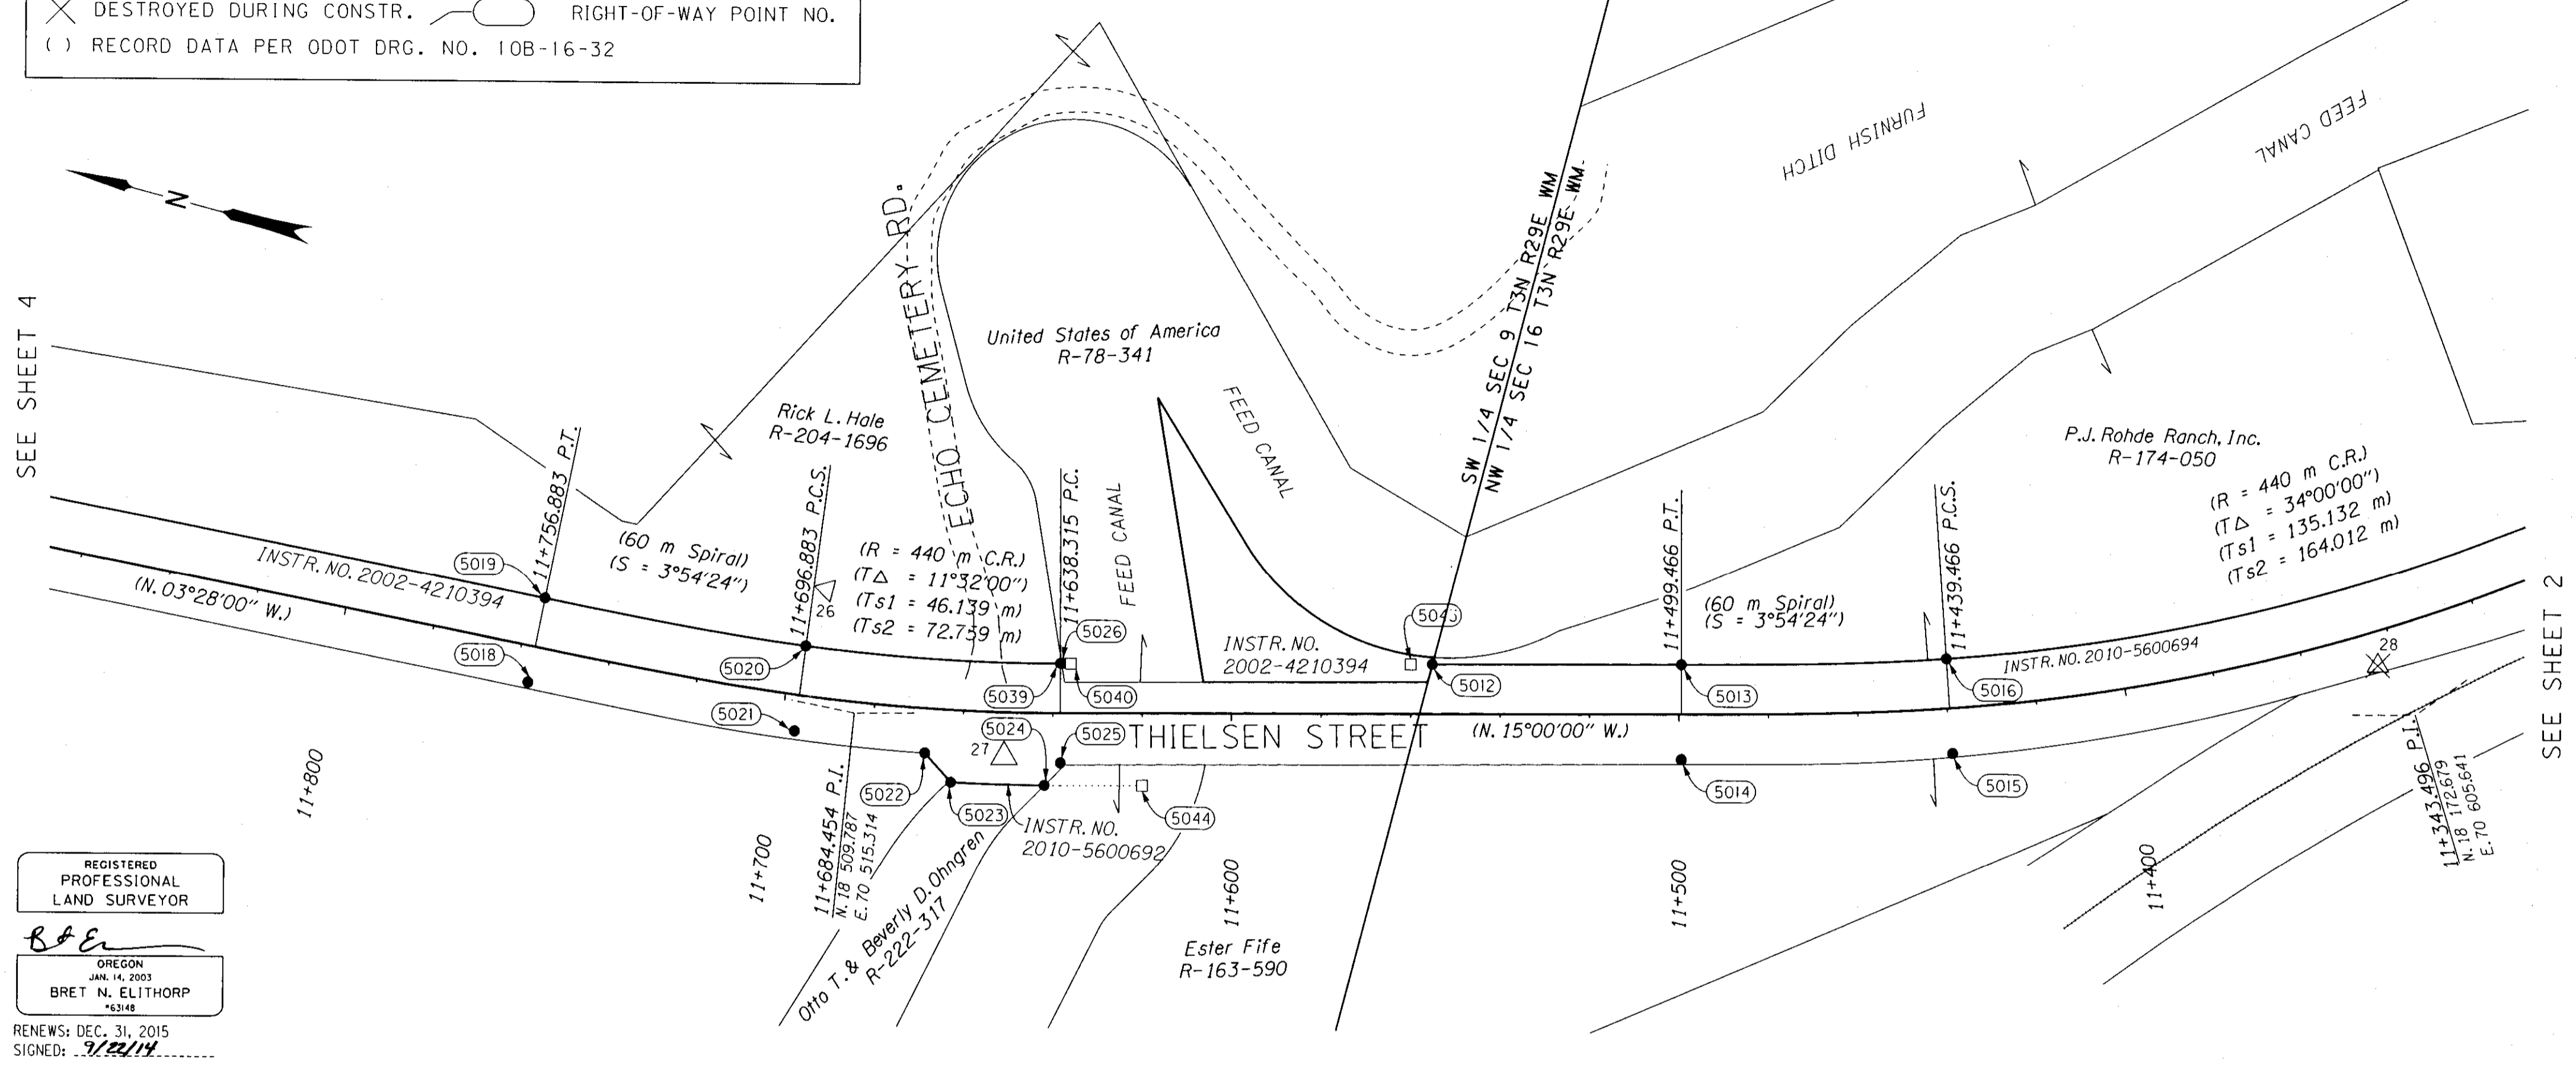 DESTROYED DURING CONSTR.
RIGHT-OF-WAY POINT NO.
( ) RECORD DATA PER ODOT DRG. NO. 10B-16-32
N
SEE SHEET 4
ECHO CEMETERY RD.
United States of America
R-78-341
Rick L. Hale
R-204-1696
FEED CANAL
FEED CANAL
SW 1/4 SEC 9 T3N R29E WM
NW 1/4 SEC 16 T3N R29E WM
FURNISH DITCH
FEED CANAL
P.J. Rohde Ranch, Inc.
R-174-050
(R = 440 m C.R.)
(T△ = 34°00'00")
(Ts1 = 135.132 m)
(Ts2 = 164.012 m)
INSTR. NO. 2002-4210394
(N. 03°28'00" W.)
5019
11+756.883 P.T.
(60 m Spiral)
(S = 3°54'24")
11+696.883 P.C.S.
26
(R = 440 m C.R.)
(T△ = 11°32'00")
(Ts1 = 46.139 m)
(Ts2 = 72.759 m)
11+638.315 P.C.
5026
5018
5020
5039
5040
INSTR. NO.
2002-4210394
5012
11+499.466 P.T.
5013
(60 m Spiral)
(S = 3°54'24")
11+439.466 P.C.S.
5016
INSTR. NO. 2010-5600694
28
5021
5024
27
5025
THIELSEN STREET
(N. 15°00'00" W.)
5022
5023
5044
5014
5015
INSTR. NO.
2010-5600692
11+800
11+700
11+684.454 P.I.
N. 18 509.787
E. 70 515.314
Otto T. & Beverly D. Ohngren
R-222-317
11+600
Ester Fife
R-163-590
11+500
11+400
11+343.496 P.I.
N. 18 172.679
E. 70 605.641
SEE SHEET 2
REGISTERED
PROFESSIONAL
LAND SURVEYOR
OREGON
JAN. 14, 2003
BRET N. ELITHORP
#63148
RENEWS: DEC. 31, 2015
SIGNED: 9/22/14